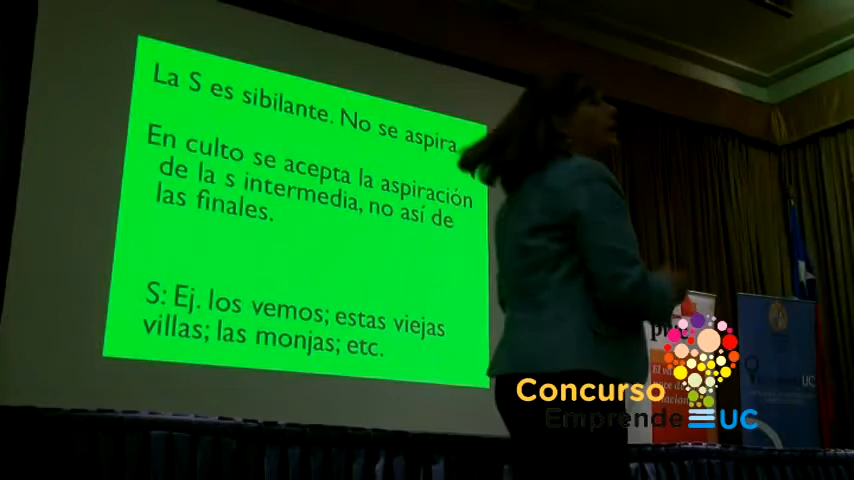 La S es sibilante. No se aspira.
En culto se acepta la aspiración
de la s intermedia, no así de
las finales.
S: Ej. los vemos; estas viejas
villas; las monjas; etc.
Concurso
Emprende UC
UC